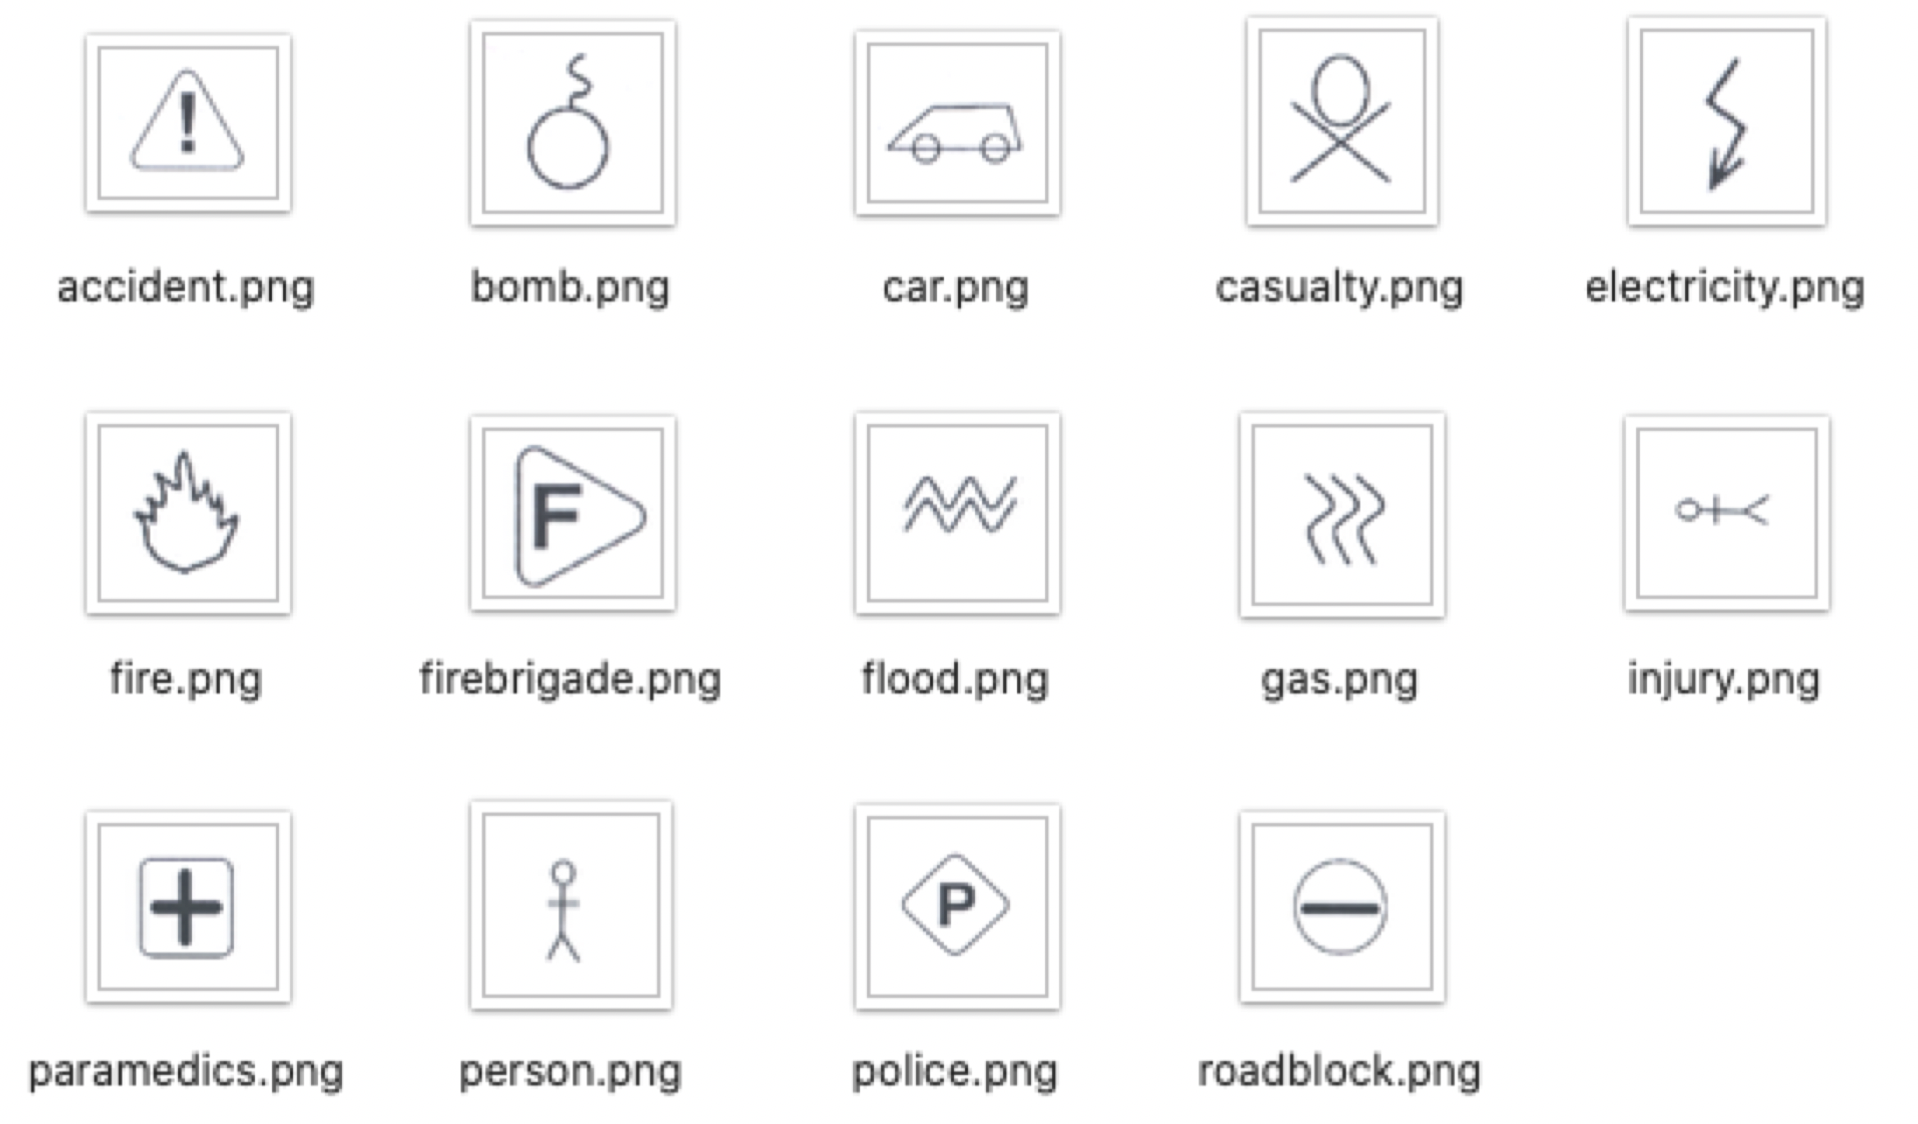 !
accident.png bomb.png car.png casualty.png electricity.png
F
fire.png firebrigade.png flood.png gas.png injury.png
P
paramedics.png person.png police.png roadblock.png